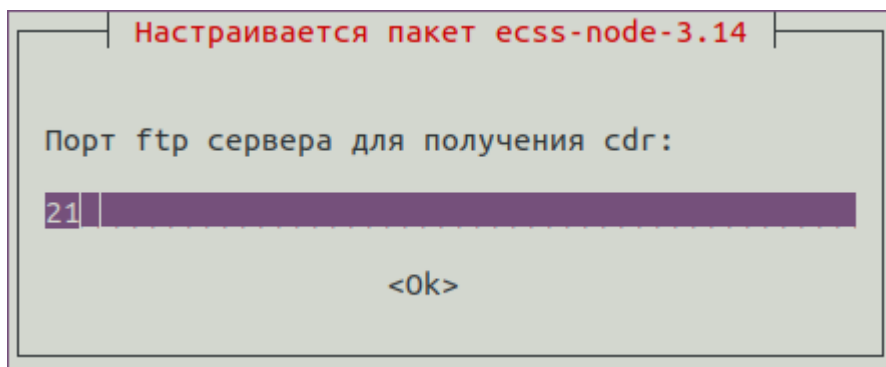 Настраивается пакет ecss-node-3.14
Порт ftp сервера для получения cdr:
21
<Ok>